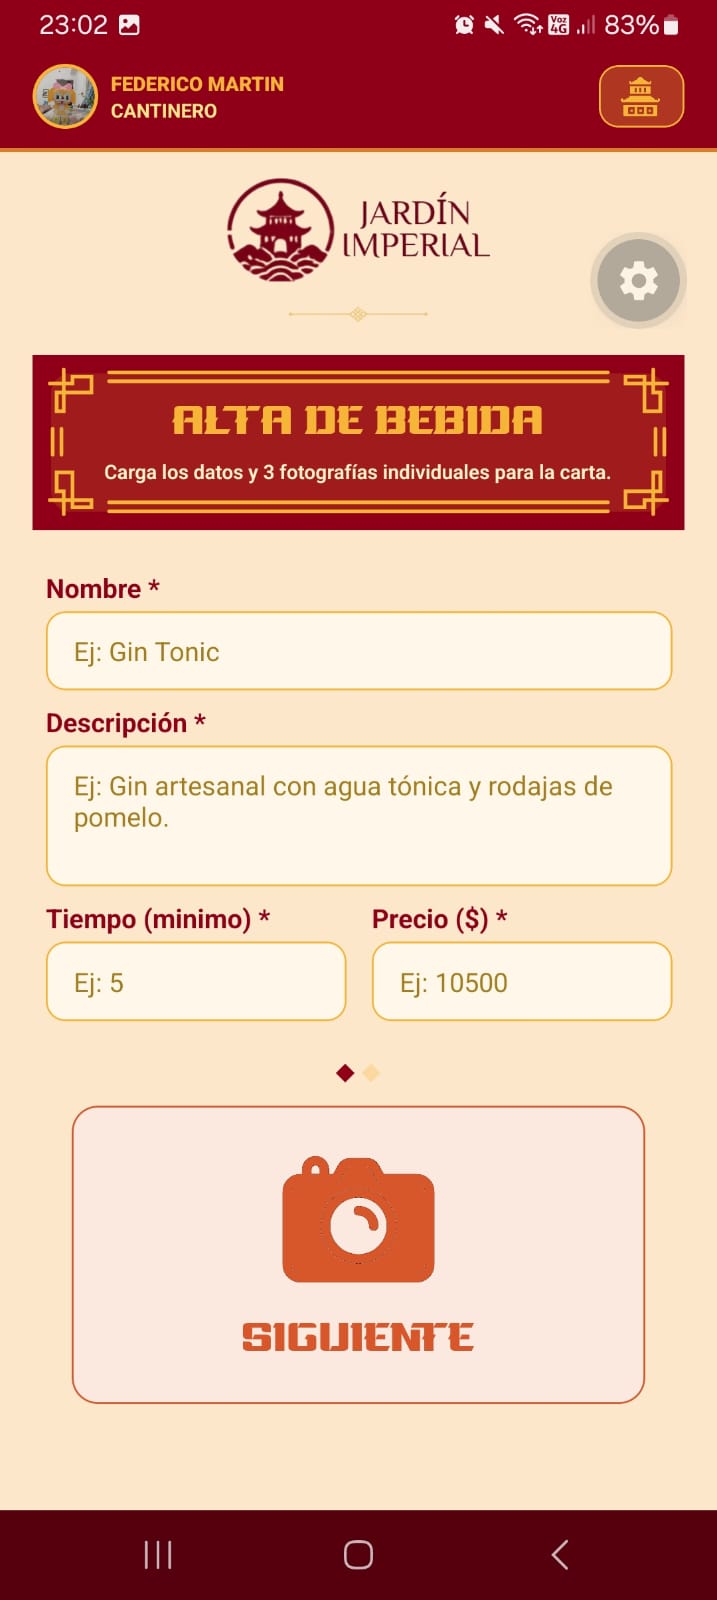 23:02
Voz 4G 83%
FEDERICO MARTIN
CANTINERO
JARDÍN
IMPERIAL
ALTA DE BEBIDA
Carga los datos y 3 fotografías individuales para la carta.
Nombre *
Ej: Gin Tonic
Descripción *
Ej: Gin artesanal con agua tónica y rodajas de
pomelo.
Tiempo (minimo) * Precio ($) *
Ej: 5 Ej: 10500
SIGUIENTE